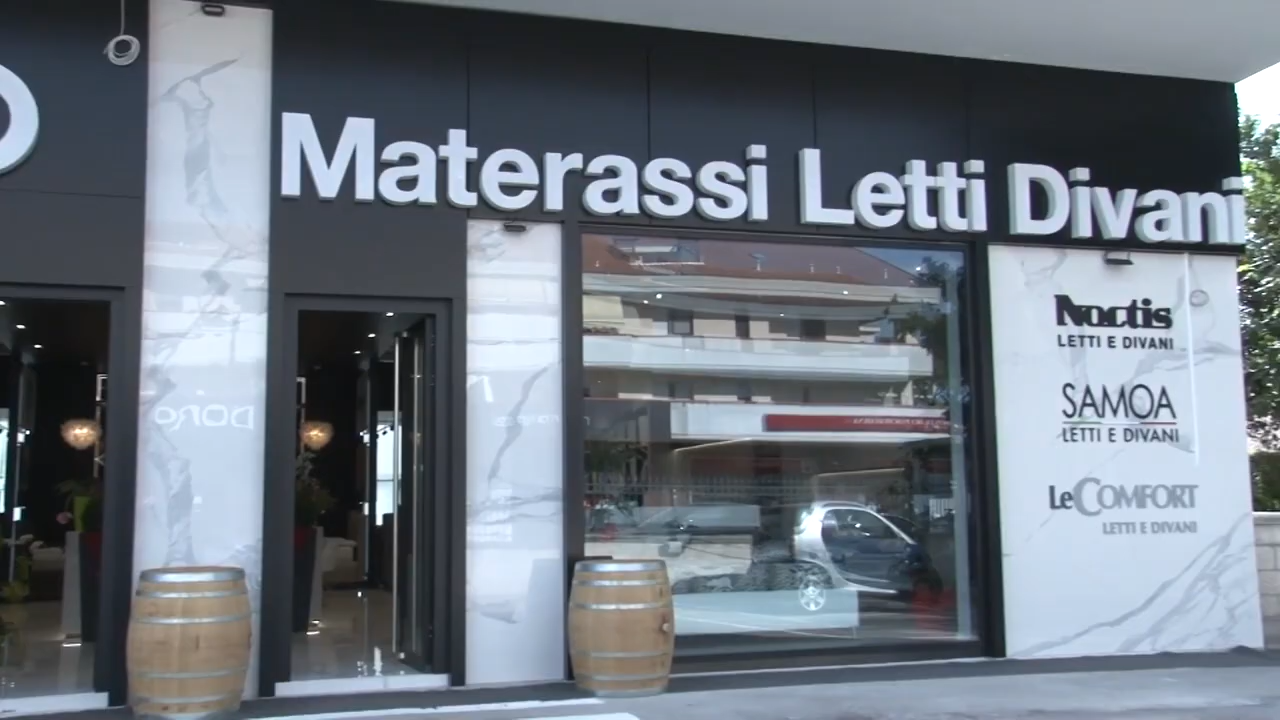 Materassi Letti Divani
Noctis
LETTI E DIVANI
SAMOA
LETTI E DIVANI
LeCOMFORT
LETTI E DIVANI